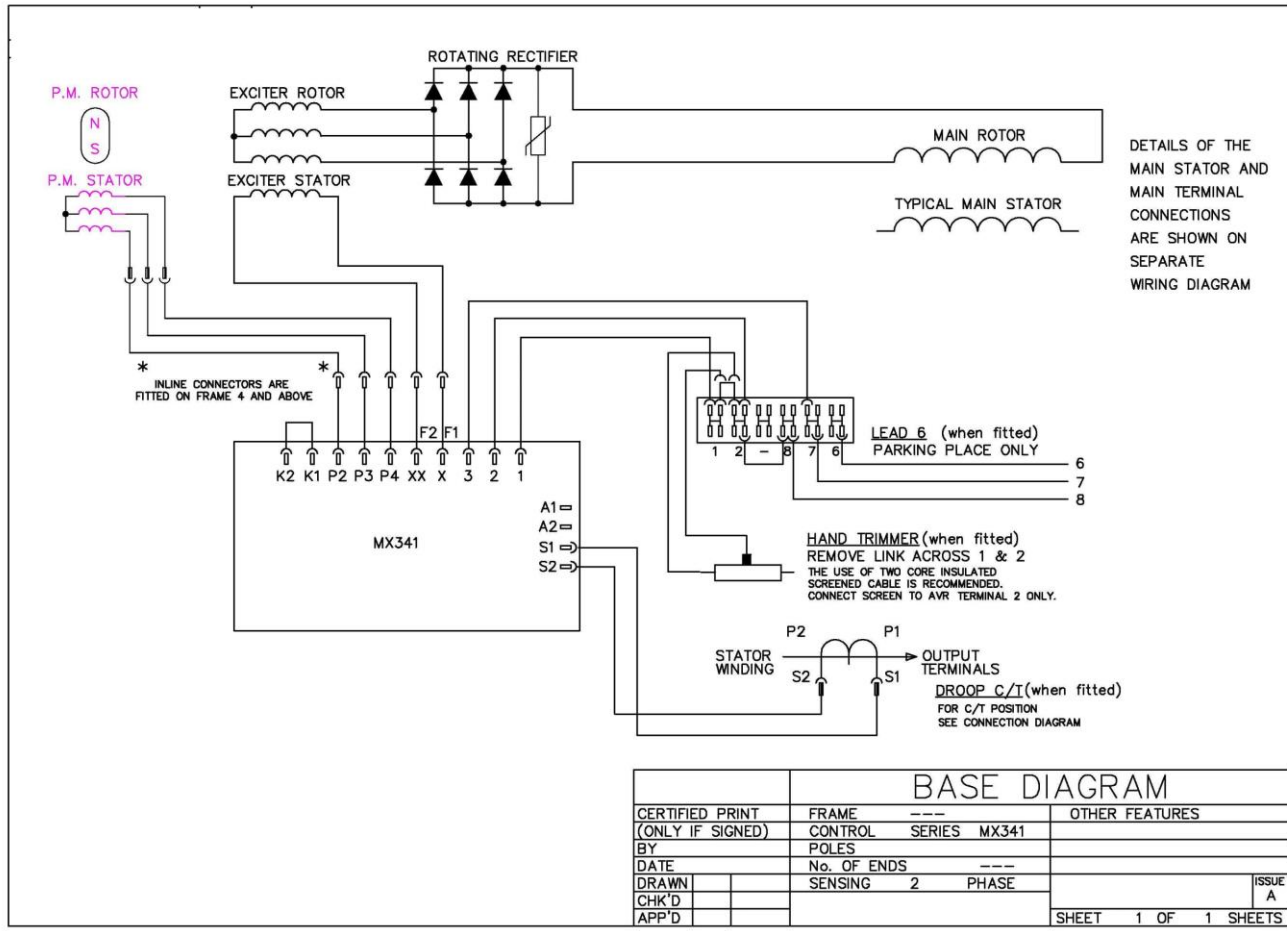 ROTATING RECTIFIER
P.M. ROTOR
N
S
EXCITER ROTOR
MAIN ROTOR
P.M. STATOR
EXCITER STATOR
TYPICAL MAIN STATOR
DETAILS OF THE
MAIN STATOR AND
MAIN TERMINAL
CONNECTIONS
ARE SHOWN ON
SEPARATE
WIRING DIAGRAM
* *
INLINE CONNECTORS ARE
FITTED ON FRAME 4 AND ABOVE
F2 F1
K2 K1 P2 P3 P4 XX X 3 2 1
MX341
A1
A2
S1
S2
1 2 - 8 7 6
LEAD 6 (when fitted)
PARKING PLACE ONLY
6
7
8
HAND TRIMMER (when fitted)
REMOVE LINK ACROSS 1 & 2
THE USE OF TWO CORE INSULATED
SCREENED CABLE IS RECOMMENDED.
CONNECT SCREEN TO AVR TERMINAL 2 ONLY.
P2 P1
STATOR
WINDING
OUTPUT
TERMINALS
S2 S1
DROOP C/T (when fitted)
FOR C/T POSITION
SEE CONNECTION DIAGRAM
BASE DIAGRAM
CERTIFIED PRINT
(ONLY IF SIGNED)
BY
DATE
DRAWN
CHK'D
APP'D
FRAME ---
CONTROL SERIES MX341
POLES
No. OF ENDS ---
SENSING 2 PHASE
OTHER FEATURES
ISSUE
A
SHEET 1 OF 1 SHEETS